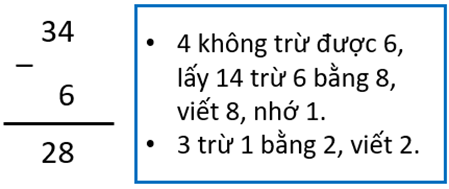 34
−
6
28
• 4 không trừ được 6,
lấy 14 trừ 6 bằng 8,
viết 8, nhớ 1.
• 3 trừ 1 bằng 2, viết 2.